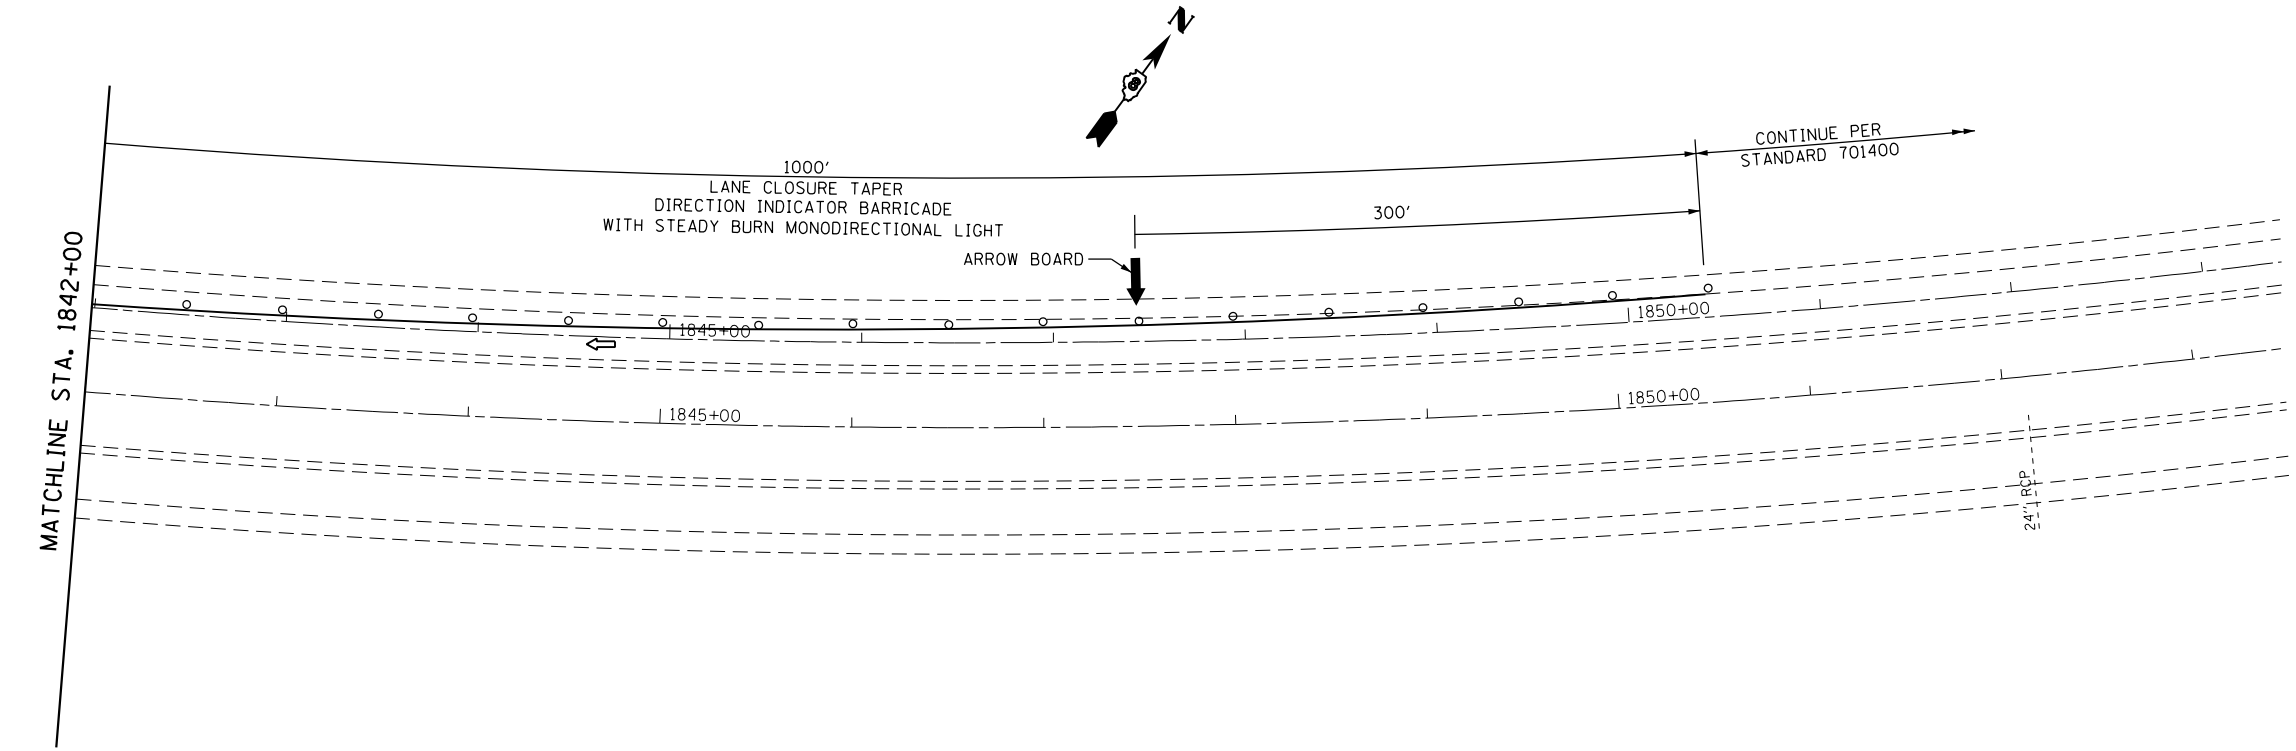 N
1000'
LANE CLOSURE TAPER
DIRECTION INDICATOR BARRICADE
WITH STEADY BURN MONODIRECTIONAL LIGHT
CONTINUE PER
STANDARD 701400
300'
ARROW BOARD
MATCHLINE STA. 1842+00
1845+00
1850+00
1845+00
1850+00
24" RCP